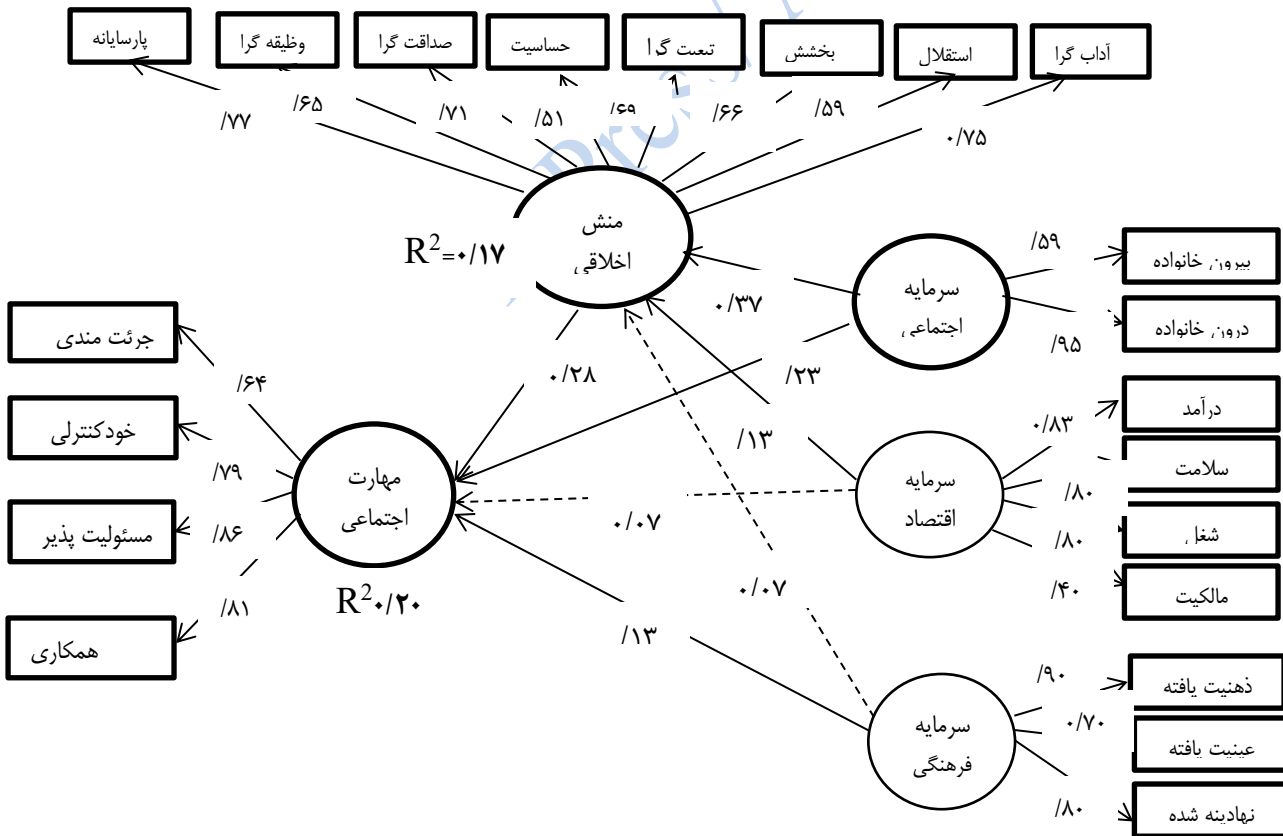 پارسایانه
وظیفه گرا
صداقت گرا
حساسیت
بخشش
استقلال
آداب گرا
/۷۷
/۶۵
/۷۱
/۵۱
/۶۹
/۶۶
/۵۹
۰/۷۵
منش
اخلاقی
R²=۰/۱۷
سرمایه
اجتماعی
/۵۹
/۹۵
بیرون خانواده
درون خانواده
۰/۳۷
۰/۲۸
/۲۳
/۱۳
جرئت مندی
خودکنترلی
مسئولیت پذیر
همکاری
/۶۴
/۷۹
/۸۶
/۸۱
مهارت
اجتماعی
R²۰/۲۰
۰/۰۷
۰/۰۷
/۱۳
سرمایه
اقتصاد
۰/۸۳
/۸۰
/۸۰
/۴۰
درآمد
سلامت
شغل
مالکیت
سرمایه
فرهنگی
/۹۰
۰/۷۰
/۸۰
ذهنیت یافته
عینیت یافته
نهادینه شده